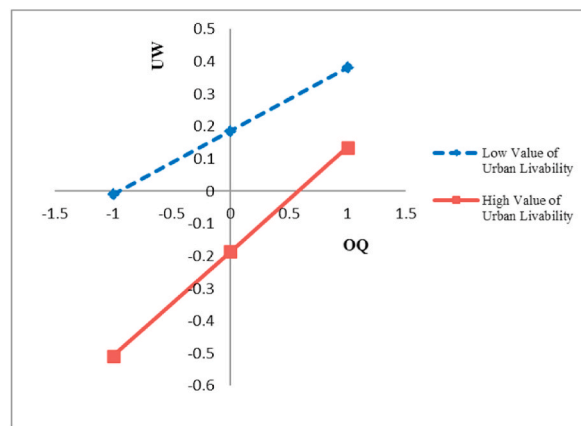 0.5
UW
0.4
0.3
0.2
0.1
0
-1.5 -1 -0.5 0 0.5 1 1.5
-0.1
OQ
-0.2
-0.3
-0.4
-0.5
-0.6
Low Value of
Urban Livability
High Value of
Urban Livability